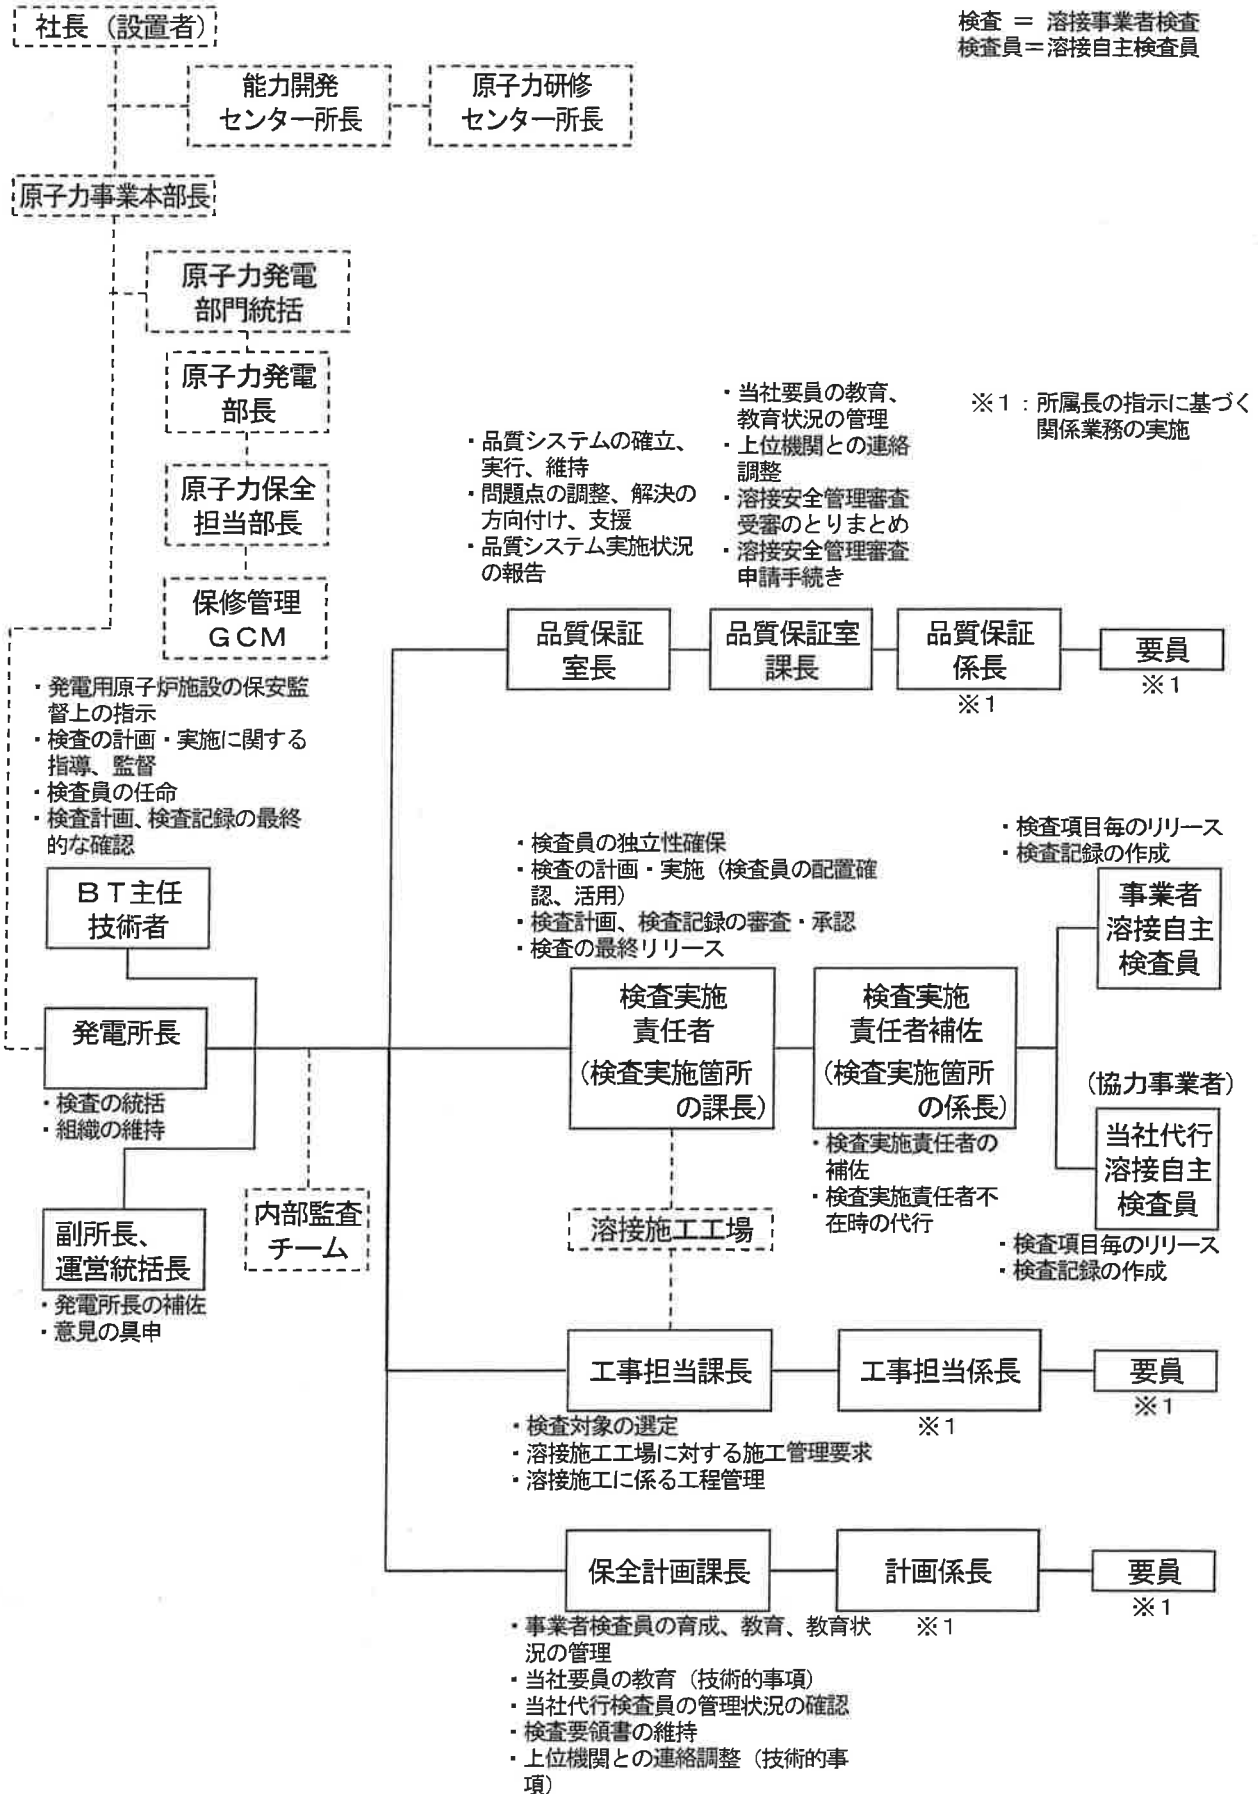 社長（設置者）
検査 ＝ 溶接事業者検査
検査員＝溶接自主検査員
能力開発
センター所長
原子力研修
センター所長
原子力事業本部長
原子力発電
部門統括
原子力発電
部長
原子力保全
担当部長
保修管理
ＧＣＭ
・品質システムの確立、
実行、維持
・問題点の調整、解決の
方向付け、支援
・品質システム実施状況
の報告
・当社要員の教育、
教育状況の管理
・上位機関との連絡
調整
・溶接安全管理審査
受審のとりまとめ
・溶接安全管理審査
申請手続き
※１：所属長の指示に基づく
関係業務の実施
品質保証
室長
品質保証室
課長
品質保証
係長
※１
要員
※１
・発電用原子炉施設の保安監
督上の指示
・検査の計画・実施に関する
指導、監督
・検査員の任命
・検査計画、検査記録の最終
的な確認
ＢＴ主任
技術者
発電所長
・検査の統括
・組織の維持
副所長、
運営統括長
・発電所長の補佐
・意見の具申
内部監査
チーム
・検査員の独立性確保
・検査の計画・実施（検査員の配置確
認、活用）
・検査計画、検査記録の審査・承認
・検査の最終リリース
検査実施
責任者
（検査実施箇所
の課長）
検査実施
責任者補佐
（検査実施箇所
の係長）
・検査実施責任者の
補佐
・検査実施責任者不
在時の代行
・検査項目毎のリリース
・検査記録の作成
事業者
溶接自主
検査員
（協力事業者）
当社代行
溶接自主
検査員
・検査項目毎のリリース
・検査記録の作成
溶接施工工場
工事担当課長
・検査対象の選定
・溶接施工工場に対する施工管理要求
・溶接施工に係る工程管理
工事担当係長
※１
要員
※１
保全計画課長
・事業者検査員の育成、教育、教育状
況の管理
・当社要員の教育（技術的事項）
・当社代行検査員の管理状況の確認
・検査要領書の維持
・上位機関との連絡調整（技術的事
項）
計画係長
※１
要員
※１